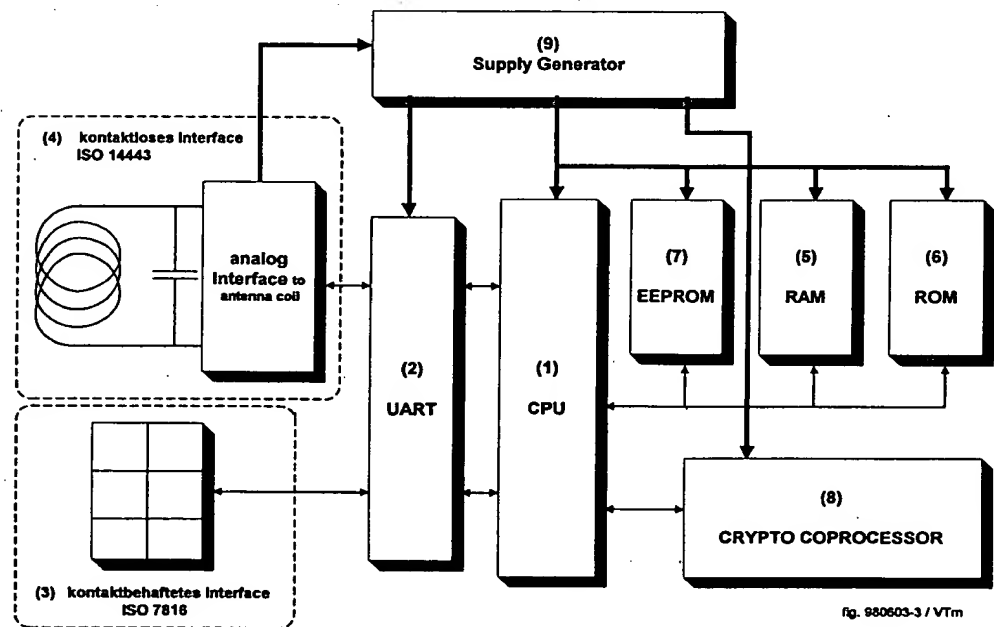 (9)
Supply Generator
(4) kontaktloses Interface
ISO 14443
analog
Interface to
antenna coil
(2)
UART
(1)
CPU
(7)
EEPROM
(5)
RAM
(6)
ROM
(8)
CRYPTO COPROCESSOR
(3) kontaktbehaftetes Interface
ISO 7816
fig. 980603-3 / VTm